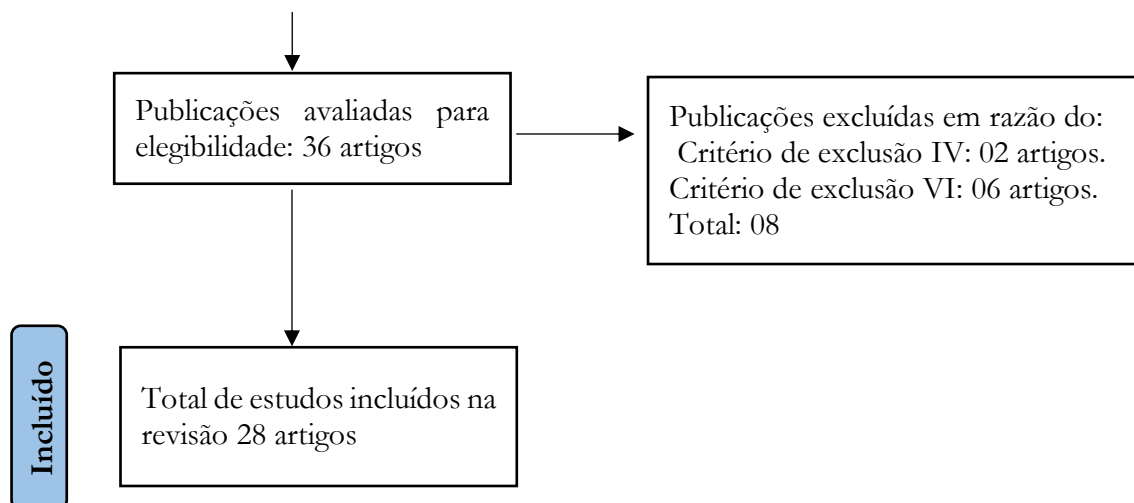 Publicações avaliadas para
elegibilidade: 36 artigos
Publicações excluídas em razão do:
Critério de exclusão IV: 02 artigos.
Critério de exclusão VI: 06 artigos.
Total: 08
Incluído
Total de estudos incluídos na
revisão 28 artigos